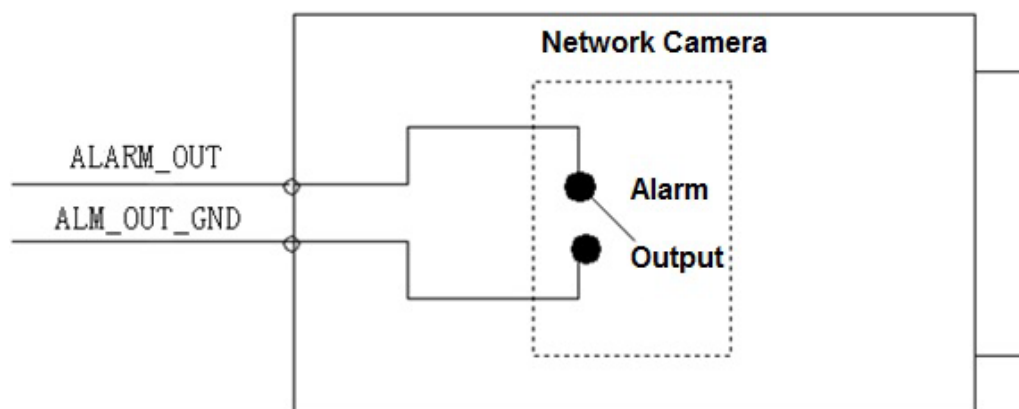 Network Camera
ALARM_OUT
Alarm
ALM_OUT_GND
Output